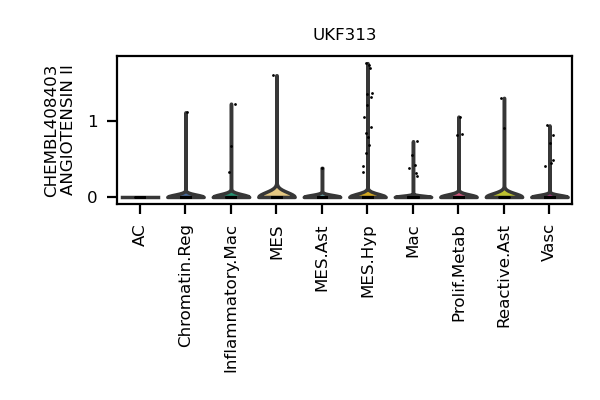 UKF313
CHEMBL408403
ANGIOTENSIN II
1
0
AC
Chromatin.Reg
Inflammatory.Mac
MES
MES.Ast
MES.Hyp
Mac
Prolif.Metab
Reactive.Ast
Vasc